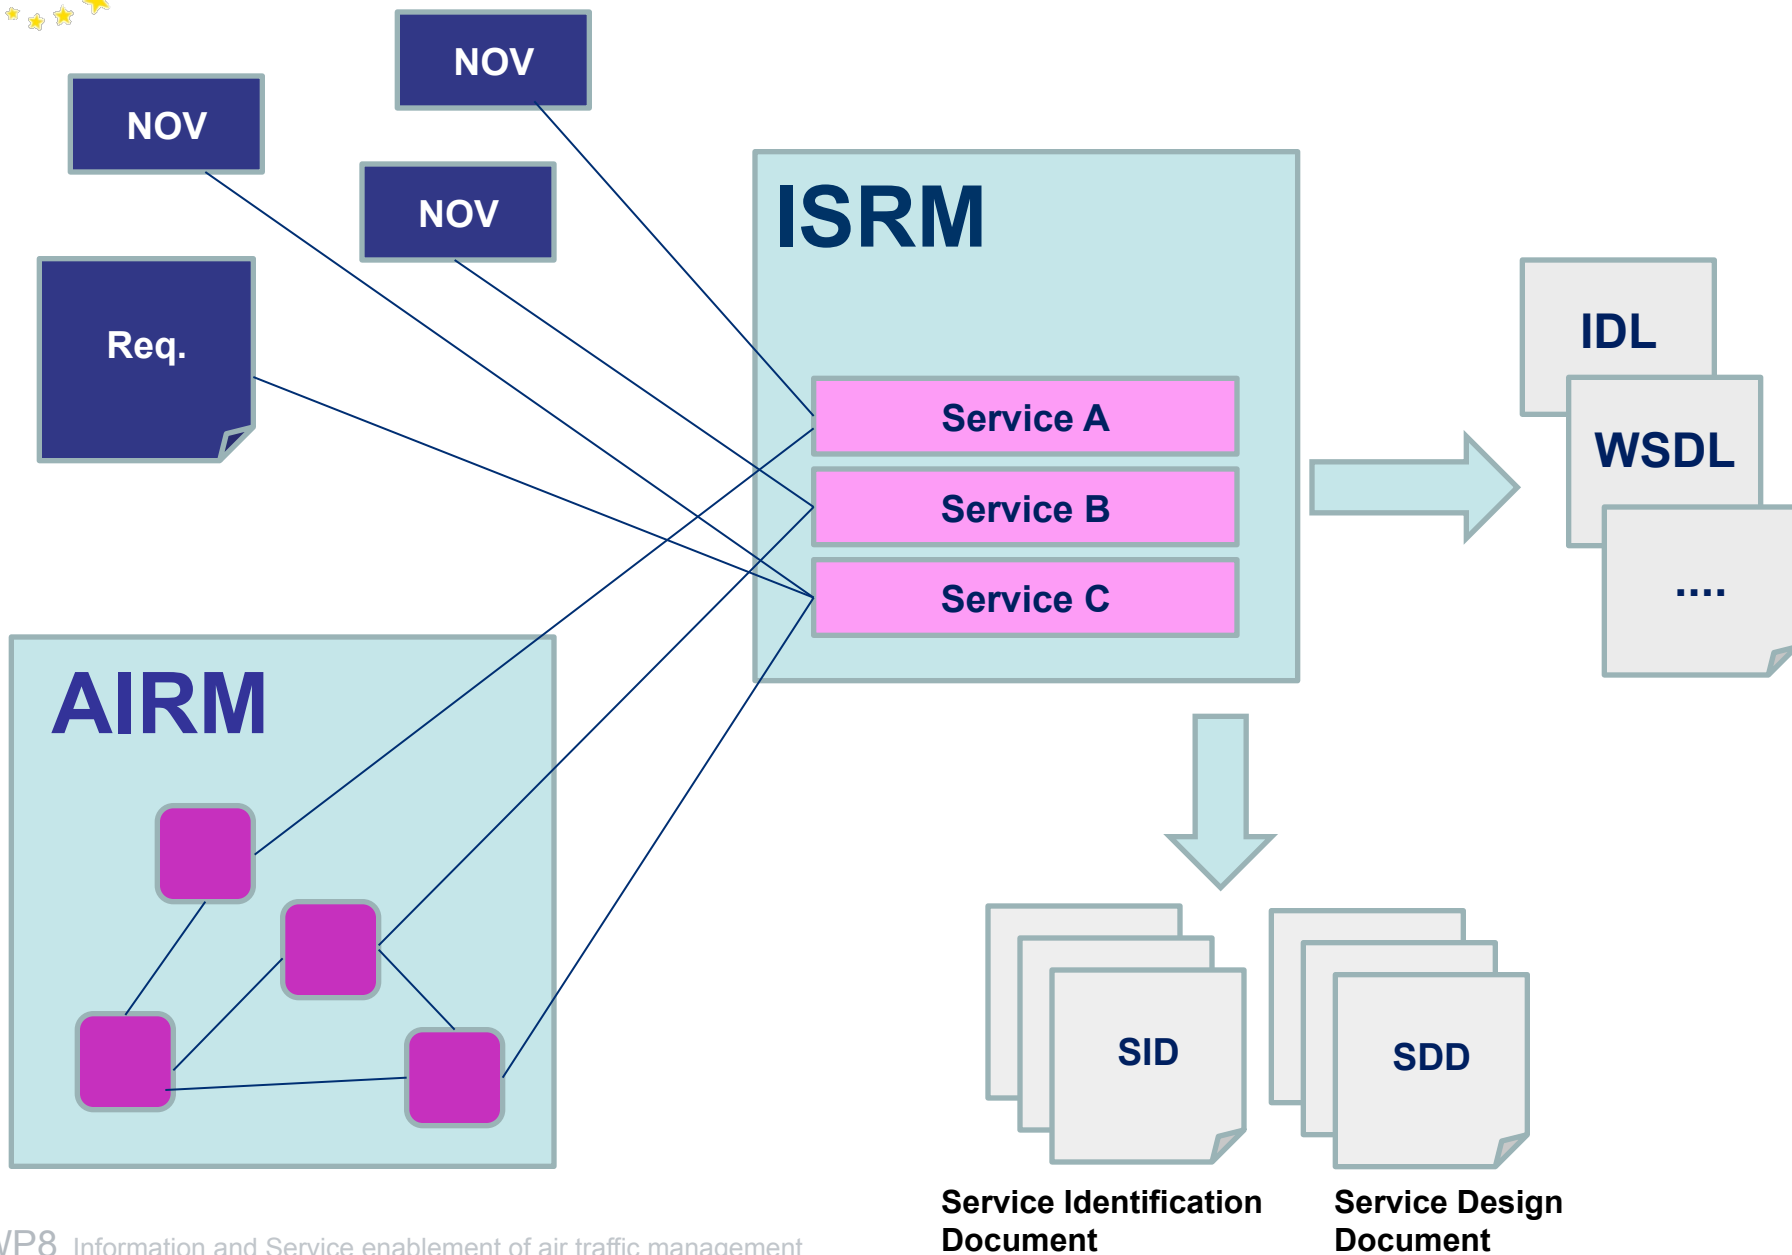 NOV
NOV
NOV
Req.
ISRM
Service A
Service B
Service C
IDL
WSDL
....
AIRM
SID
SDD
Service Identification
Document
Service Design
Document
WP8 Information and Service enablement of air traffic management